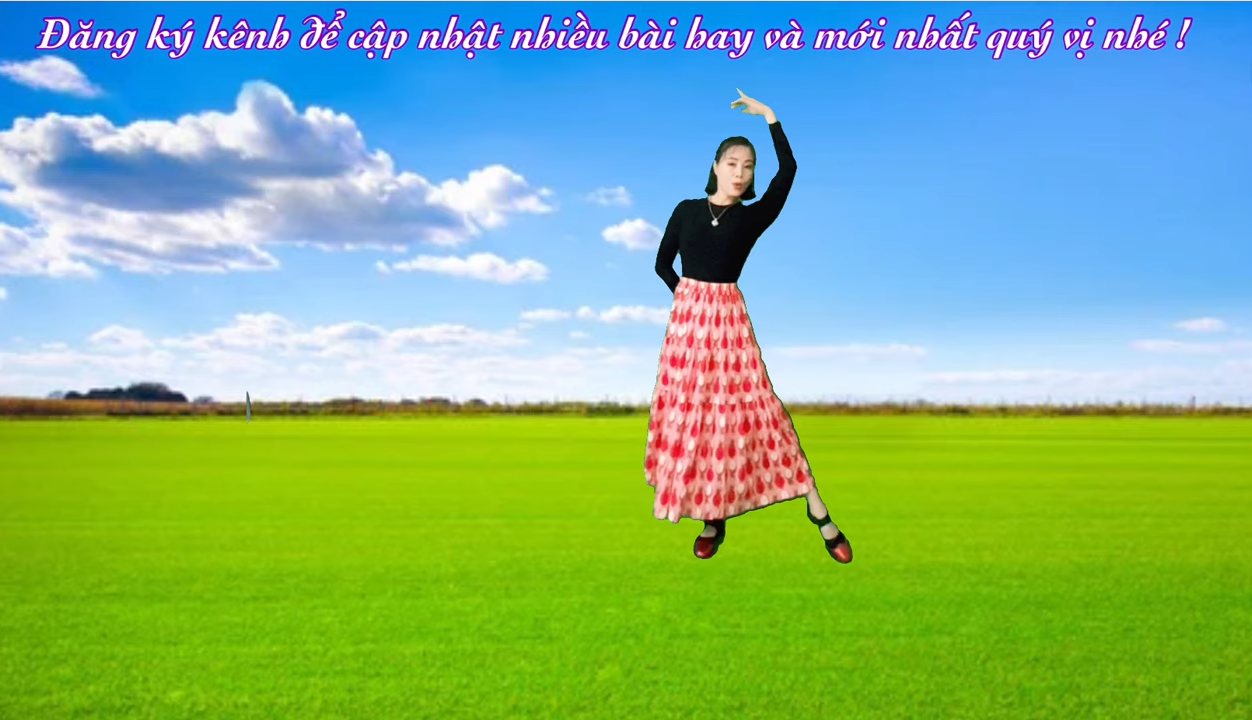 Đăng ký kênh để cập nhật nhiều bài hay và mới nhất quý vị nhé !